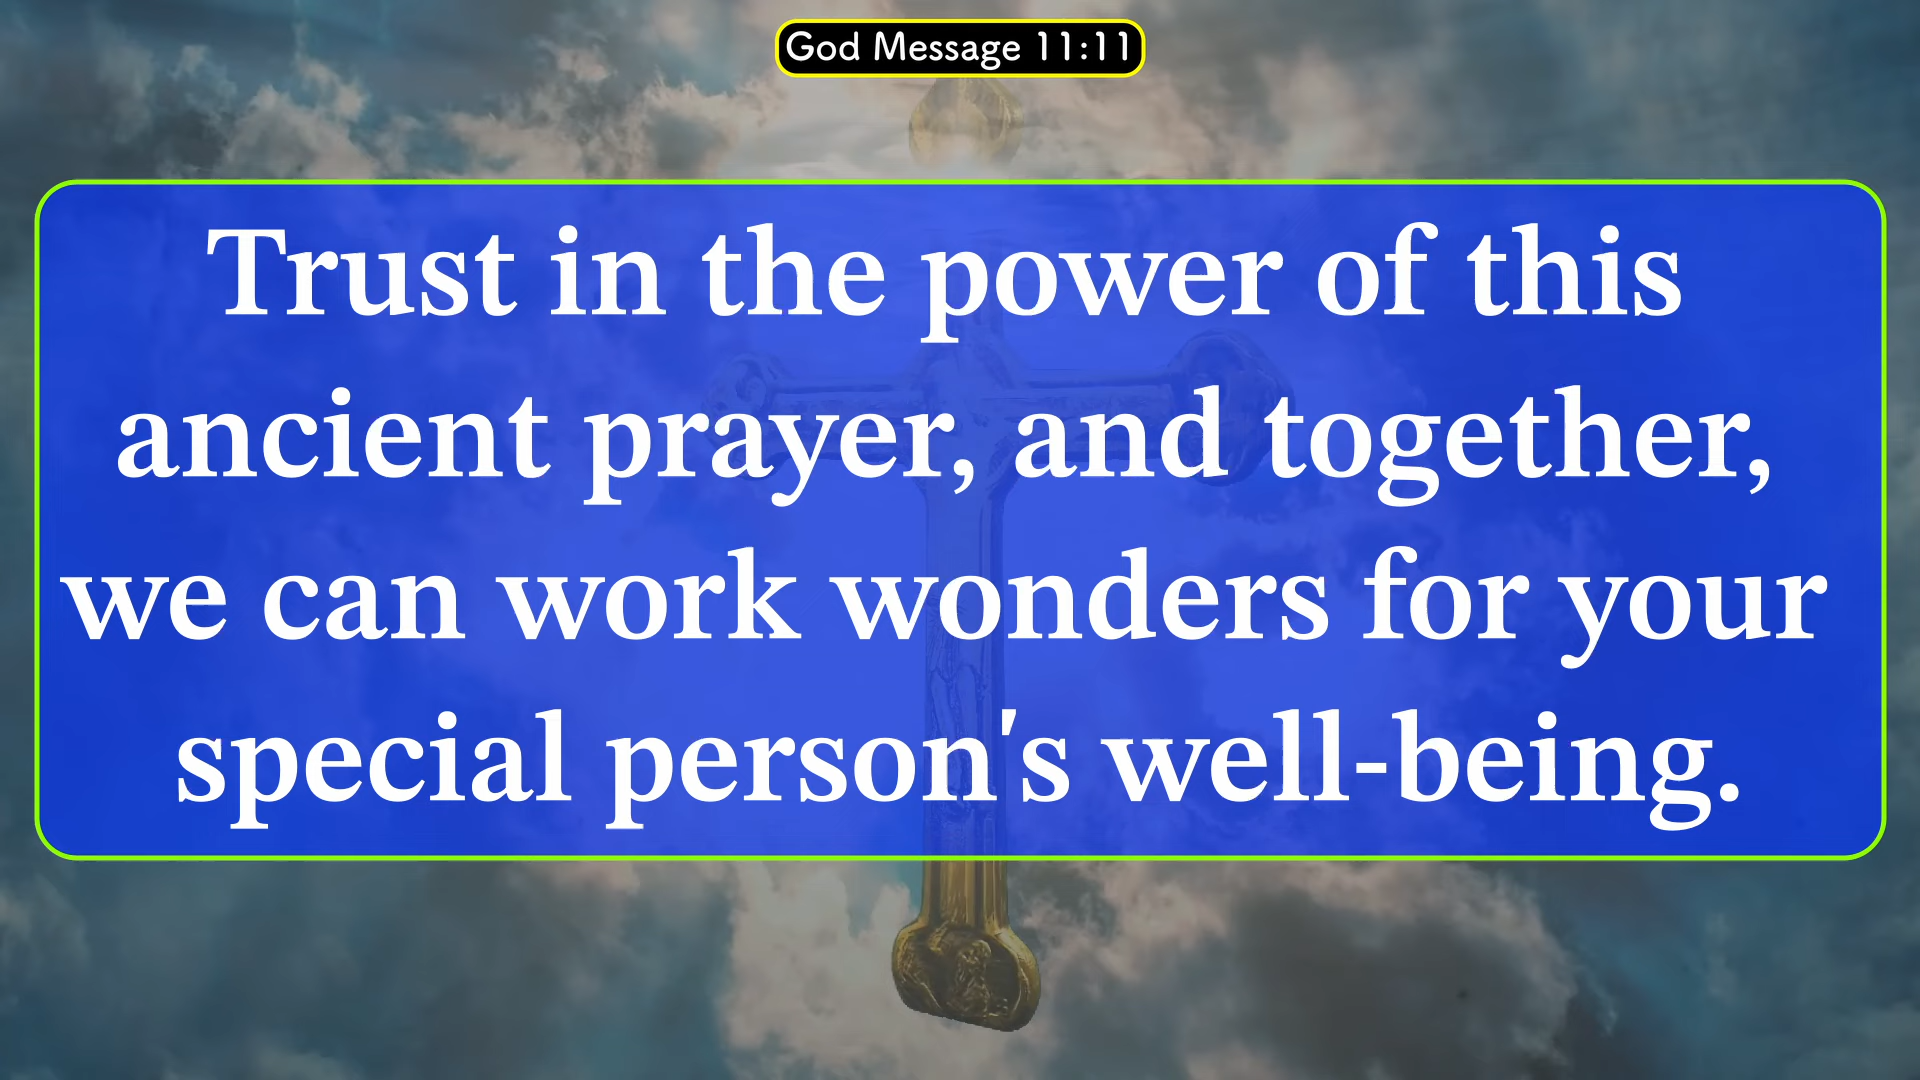 God Message 11:11
Trust in the power of this
ancient prayer, and together,
we can work wonders for your
special person's well-being.